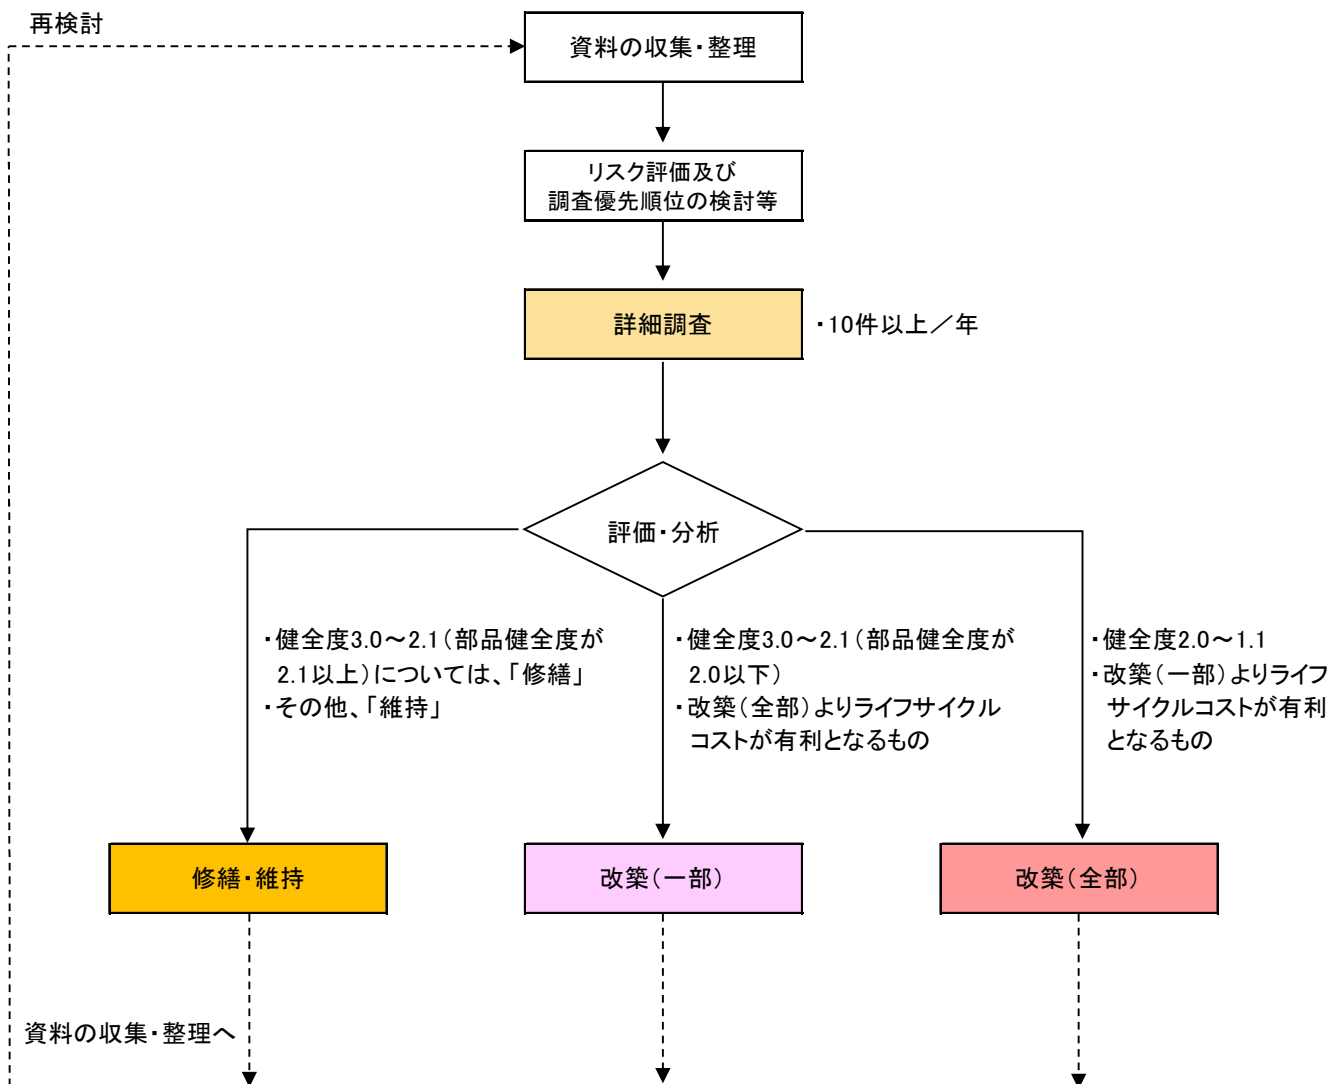 再検討
資料の収集・整理
リスク評価及び
調査優先順位の検討等
詳細調査
・10件以上／年
評価・分析
・健全度3.0～2.1（部品健全度が
2.1以上）については、「修繕」
・その他、「維持」
・健全度3.0～2.1（部品健全度が
2.0以下）
・改築（全部）よりライフサイクル
コストが有利となるもの
・健全度2.0～1.1
・改築（一部）よりライフ
サイクルコストが有利
となるもの
修繕・維持
改築（一部）
改築（全部）
資料の収集・整理へ